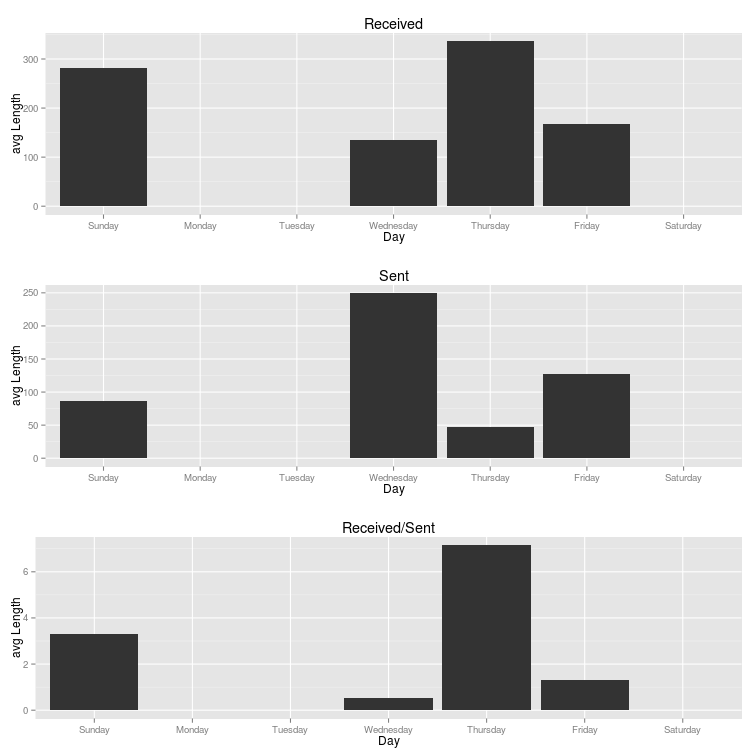 Received
avg Length
300
200
100
0
Sunday Monday Tuesday Wednesday Thursday Friday Saturday
Day
Sent
avg Length
250
200
150
100
50
0
Sunday Monday Tuesday Wednesday Thursday Friday Saturday
Day
Received/Sent
avg Length
6
4
2
0
Sunday Monday Tuesday Wednesday Thursday Friday Saturday
Day